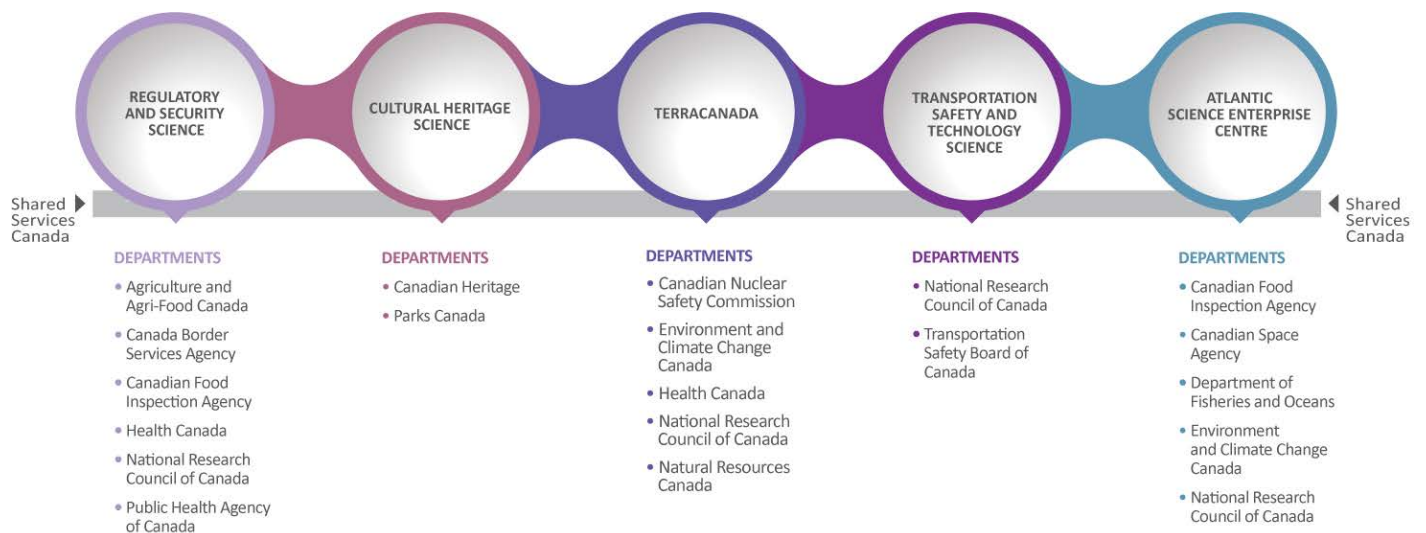 REGULATORY
AND SECURITY
SCIENCE
CULTURAL HERITAGE
SCIENCE
TERRACANADA
TRANSPORTATION
SAFETY AND
TECHNOLOGY
SCIENCE
ATLANTIC
SCIENCE ENTERPRISE
CENTRE
Shared
Services
Canada
Shared
Services
Canada
DEPARTMENTS
• Agriculture and
Agri-Food Canada
• Canada Border
Services Agency
• Canadian Food
Inspection Agency
• Health Canada
• National Research
Council of Canada
• Public Health Agency
of Canada
DEPARTMENTS
• Canadian Heritage
• Parks Canada
DEPARTMENTS
• Canadian Nuclear
Safety Commission
• Environment and
Climate Change
Canada
• Health Canada
• National Research
Council of Canada
• Natural Resources
Canada
DEPARTMENTS
• National Research
Council of Canada
• Transportation
Safety Board of
Canada
DEPARTMENTS
• Canadian Food
Inspection Agency
• Canadian Space
Agency
• Department of
Fisheries and Oceans
• Environment
and Climate Change
Canada
• National Research
Council of Canada